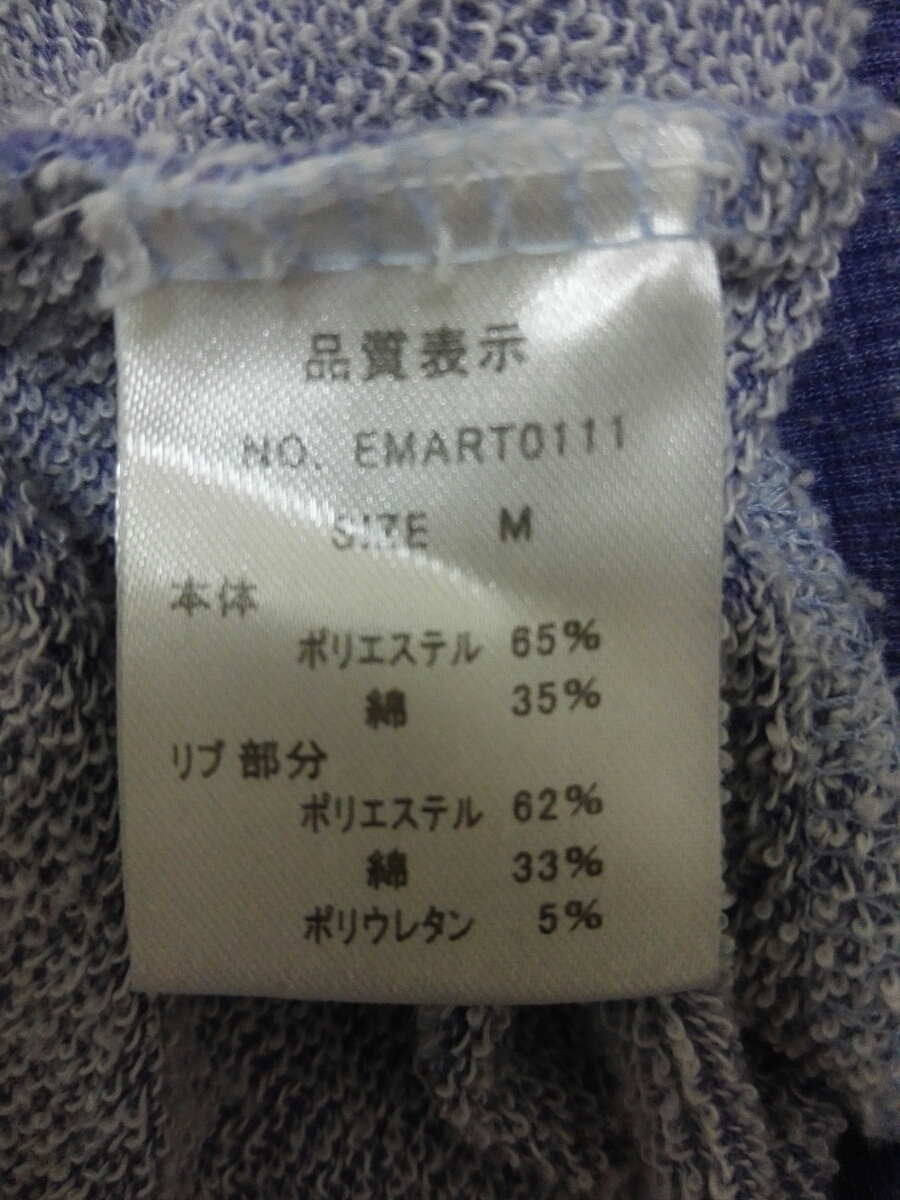 品質表示
NO. EMART0111
SIZE M
本体
ポリエステル 65%
綿 35%
リブ部分
ポリエステル 62%
綿 33%
ポリウレタン 5%